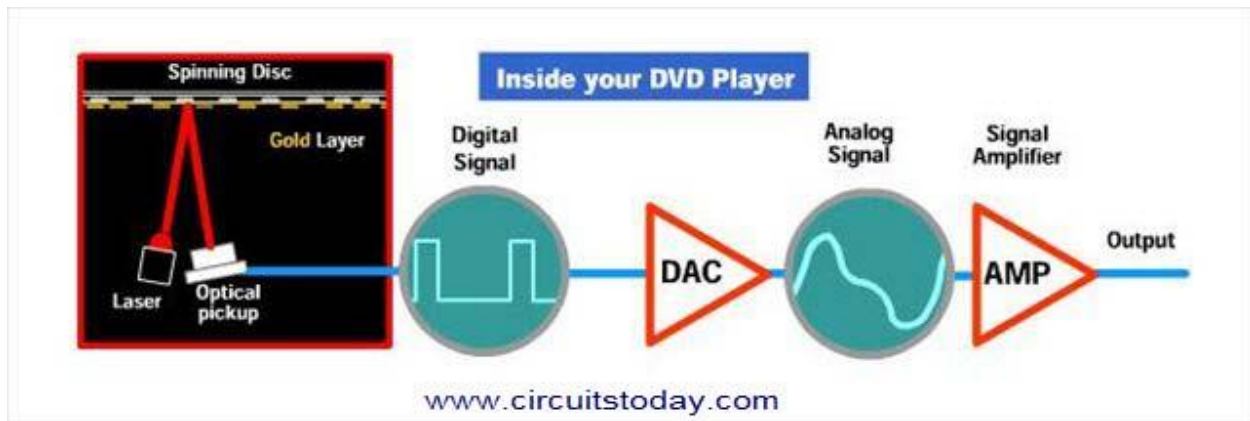 Inside your DVD Player
Spinning Disc
Gold Layer
Laser
Optical
pickup
Digital
Signal
DAC
Analog
Signal
Signal
Amplifier
AMP
Output
www.circuitstoday.com